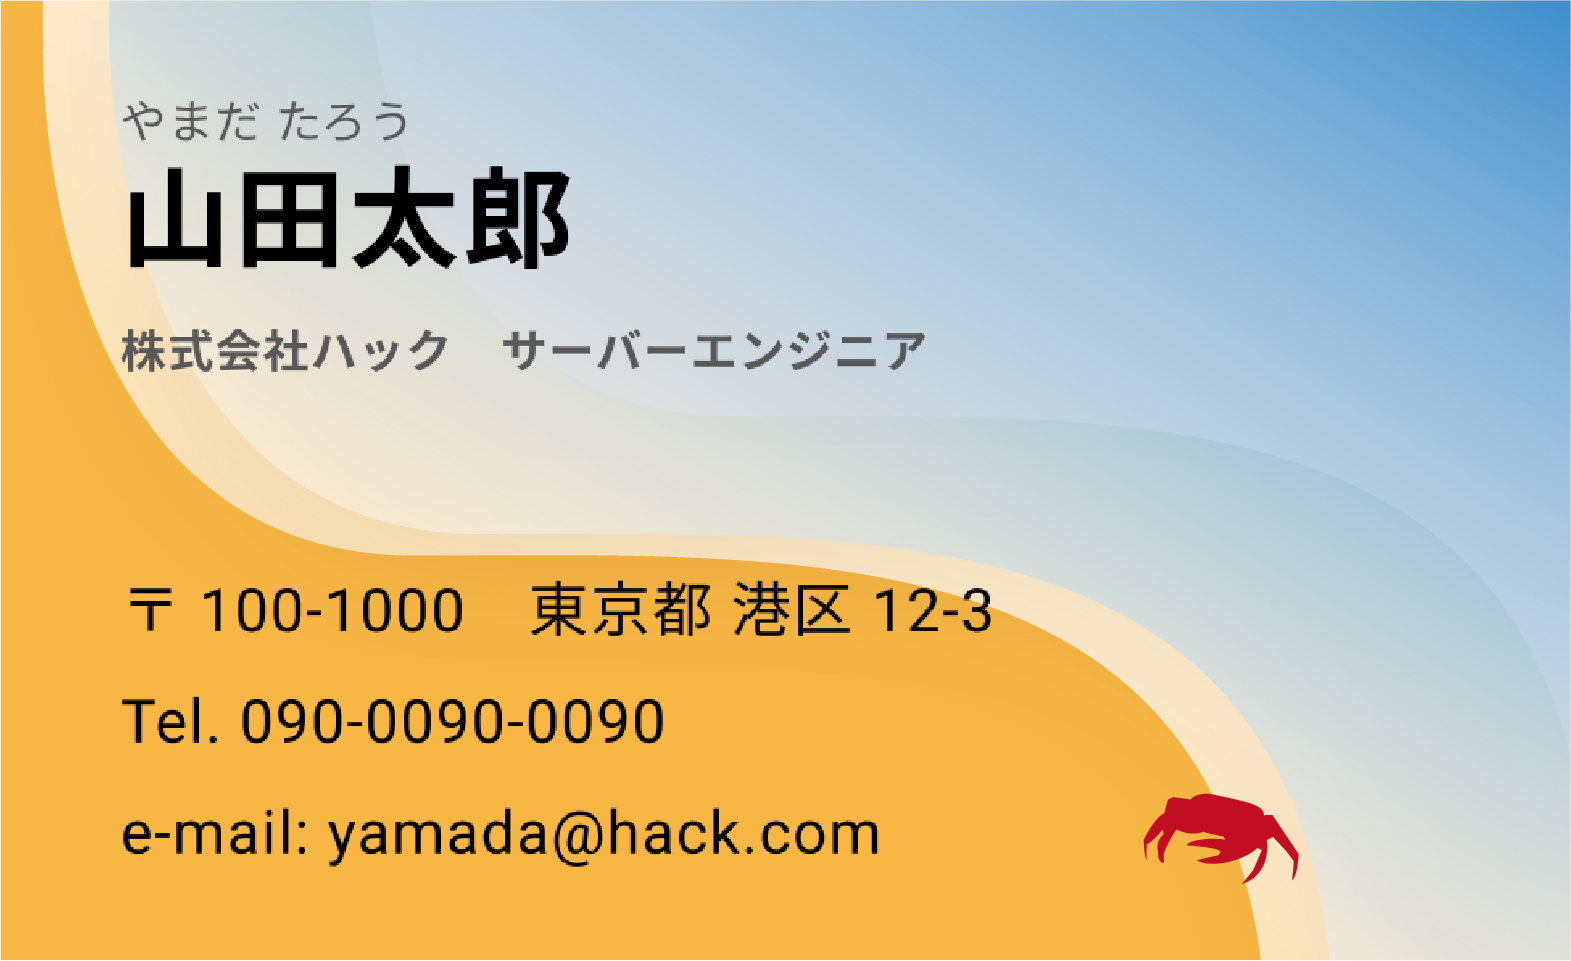 やまだ たろう
山田太郎
株式会社ハック　サーバーエンジニア
〒 100-1000　東京都 港区 12-3
Tel. 090-0090-0090
e-mail: yamada@hack.com